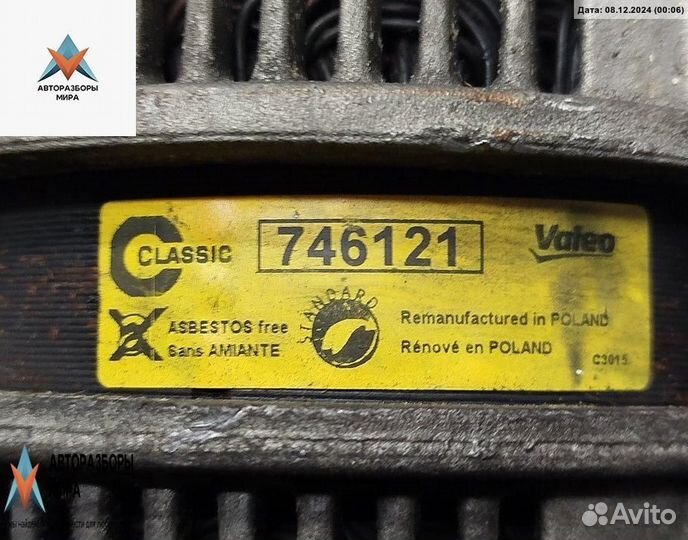 Дата: 08.12.2024 (00:06)
АВТОРАЗБОРЫ
МИРА
C CLASSIC
746121
Valeo
ASBESTOS free
Sans AMIANTE
STANDARD
Remanufactured in POLAND
Rénové en POLAND
C3015
АВТОРАЗБОРЫ
МИРА
Avito